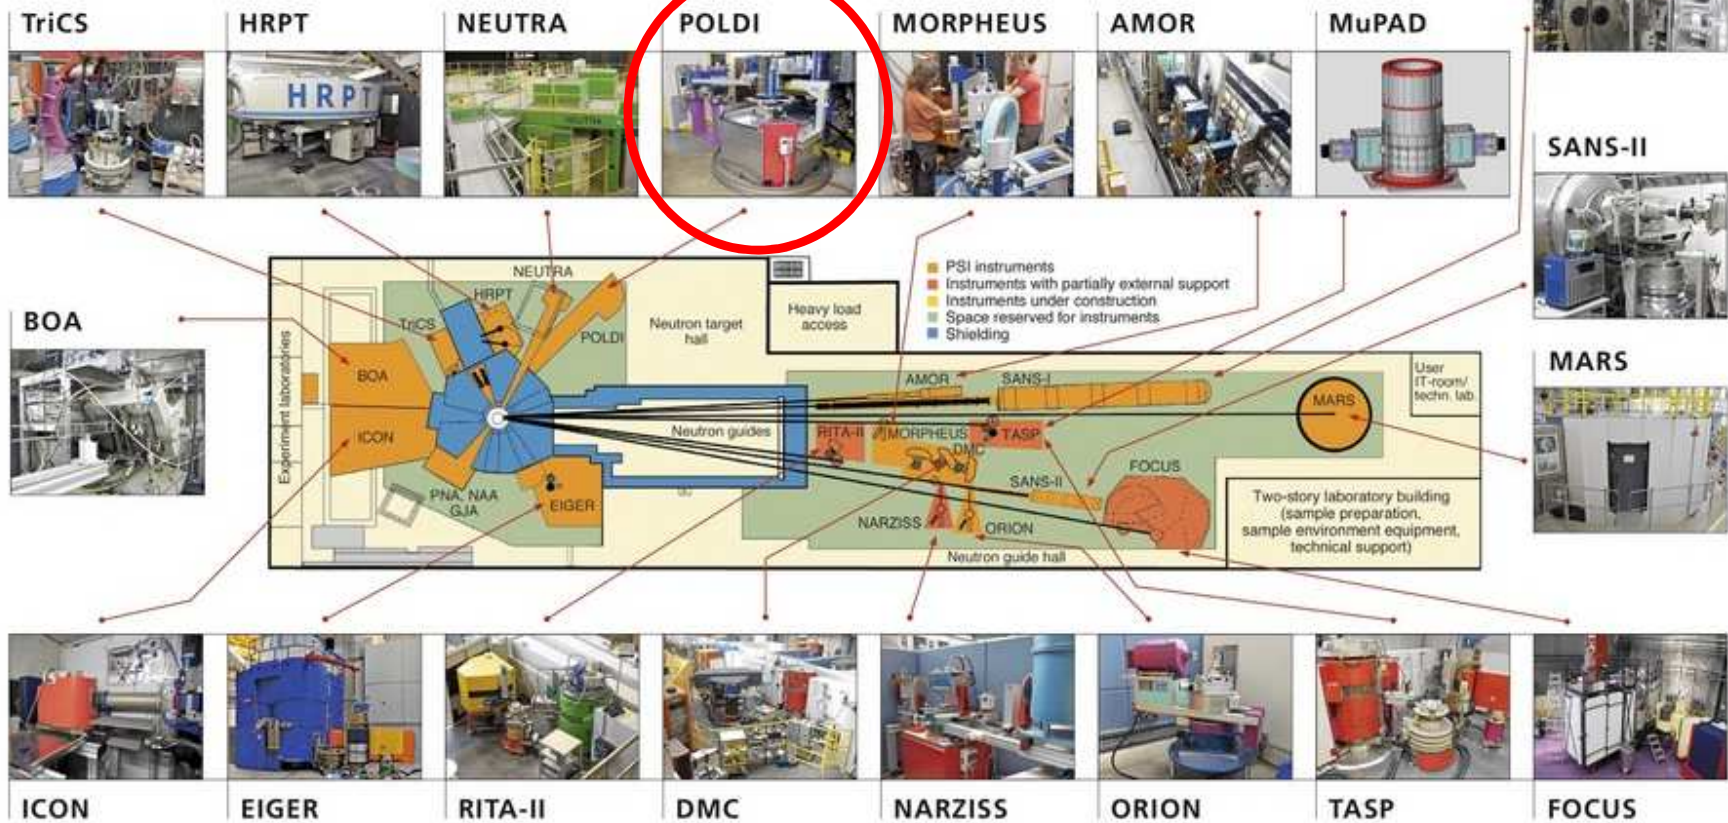 TriCS
HRPT
NEUTRA
POLDI
MORPHEUS
AMOR
MuPAD
HRPT
NEUTRA
SANS-II
BOA
MARS
PSI instruments
Instruments with partially external support
Instruments under construction
Space reserved for instruments
Shielding
Experiment laboratories
NEUTRA
HRPT
TriCS
POLDI
BOA
ICON
PNA, NAA
GJA
EIGER
Neutron target
hall
Heavy load
access
Neutron guides
AMOR
SANS-I
RITA-II
MORPHEUS
TASP
DMC
MARS
User
IT-room/
techn. lab.
SANS-II
FOCUS
NARZISS
ORION
Neutron guide hall
Two-story laboratory building
(sample preparation,
sample environment equipment,
technical support)
ICON
EIGER
RITA-II
DMC
NARZISS
ORION
TASP
FOCUS